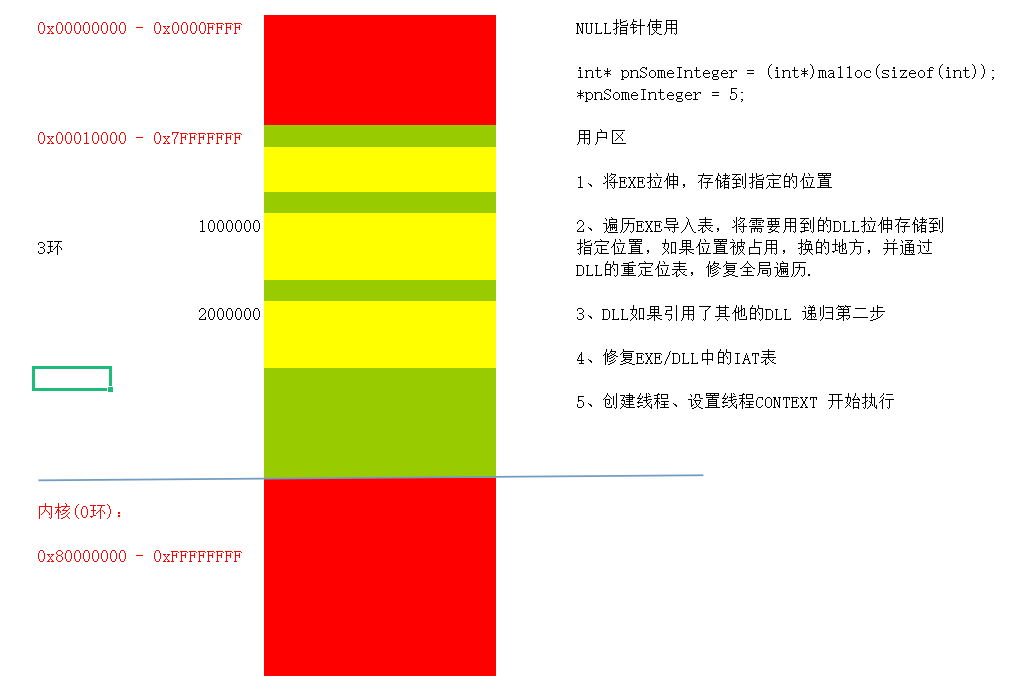 0x00000000 - 0x0000FFFF
NULL指针使用
int* pnSomeInteger = (int*)malloc(sizeof(int));
*pnSomeInteger = 5;
0x00010000 - 0x7FFFFFFF
用户区
1、将EXE拉伸，存储到指定的位置
1000000
2、遍历EXE导入表，将需要用到的DLL拉伸存储到
3环
指定位置，如果位置被占用，换的地方，并通过
DLL的重定位表，修复全局遍历.
2000000
3、DLL如果引用了其他的DLL 递归第二步
4、修复EXE/DLL中的IAT表
5、创建线程、设置线程CONTEXT 开始执行
内核(0环)：
0x80000000 - 0xFFFFFFFF